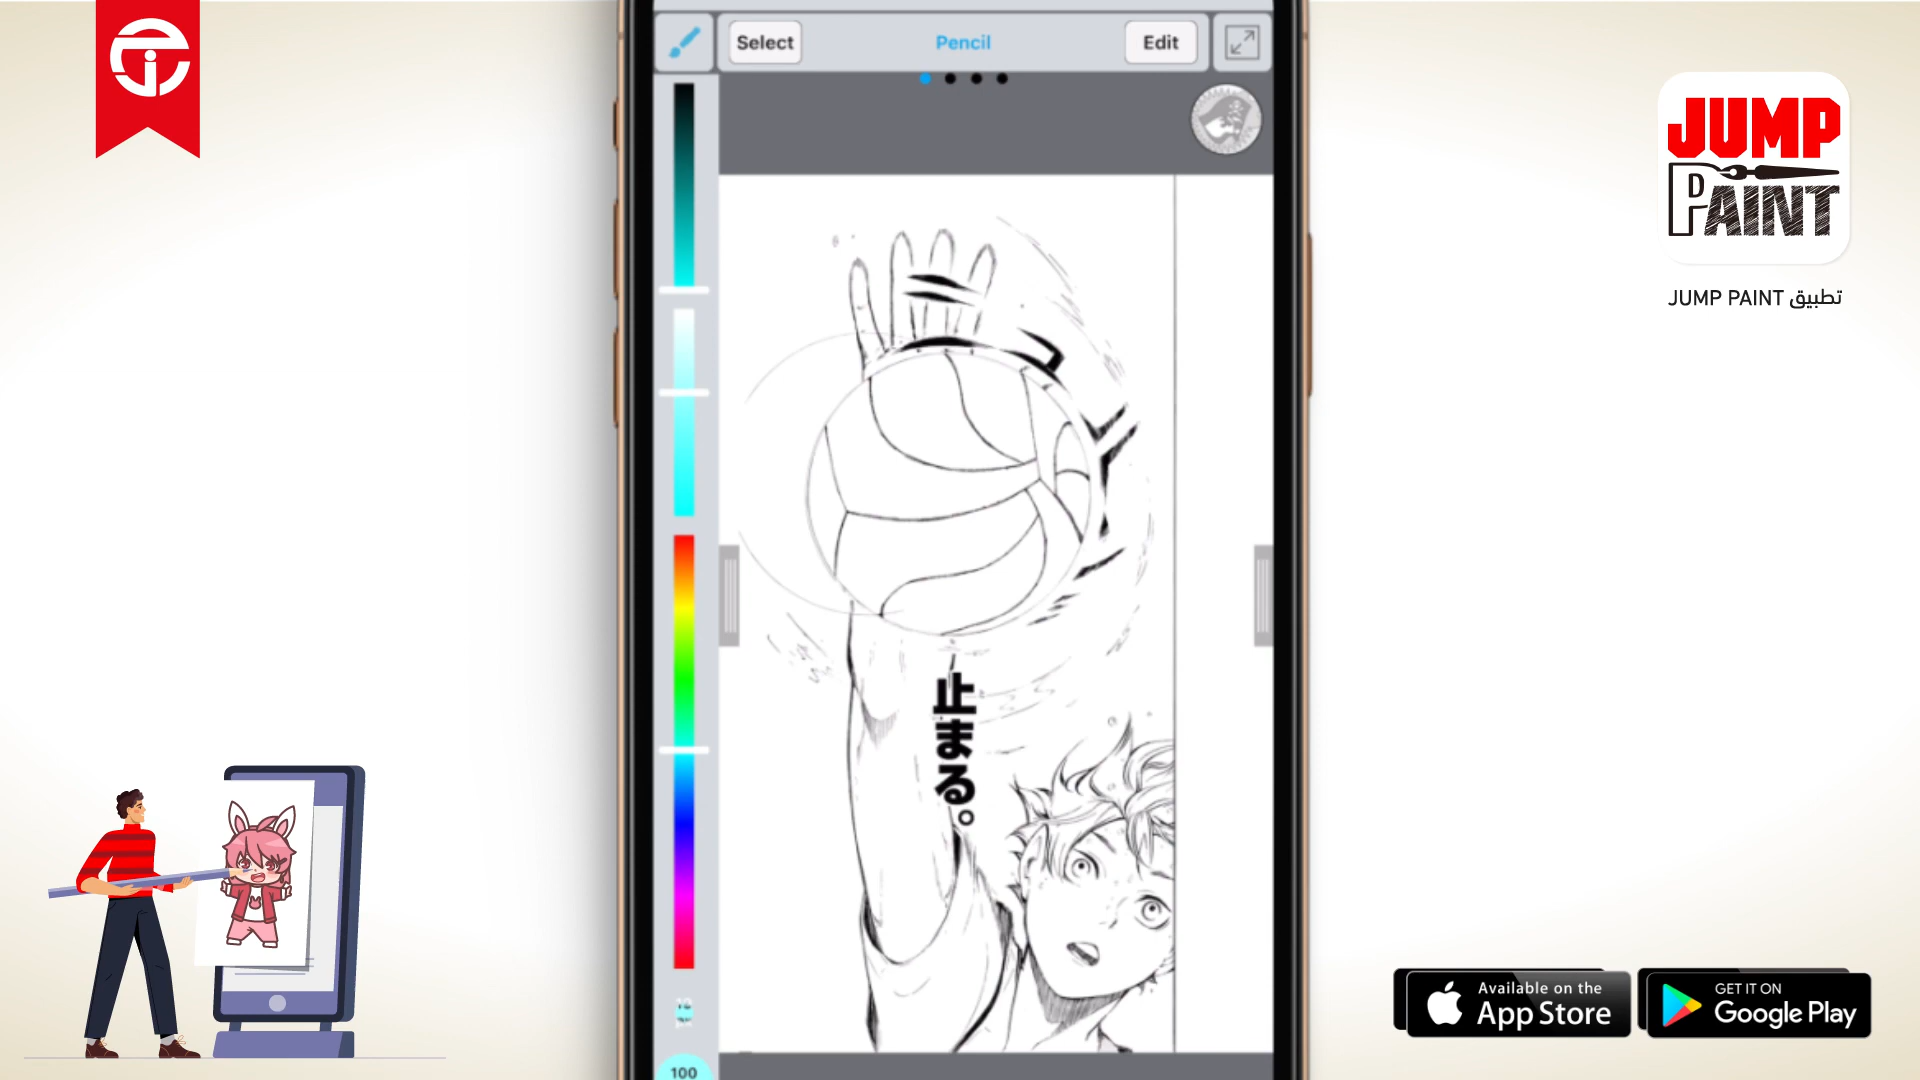 Select
Pencil
Edit
JUMP
PAINT
تطبيق JUMP PAINT
止まる。
100
Available on the
App Store
GET IT ON
Google Play